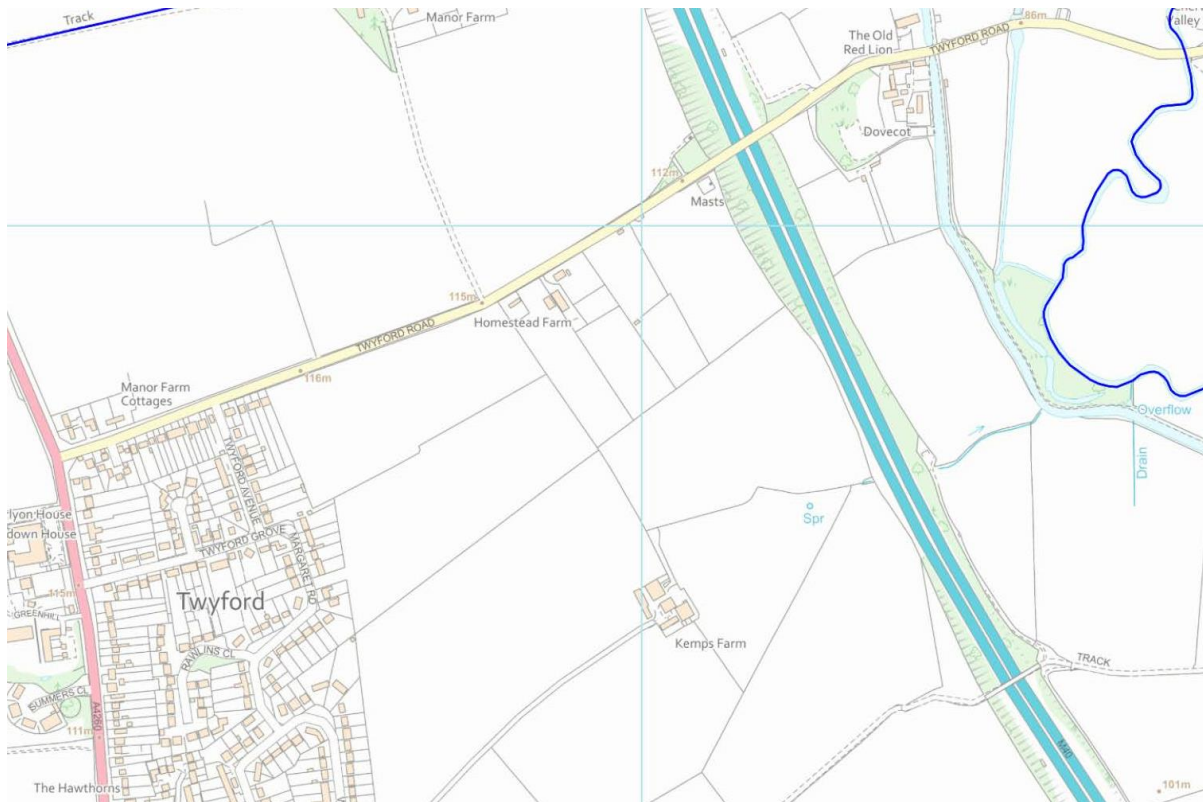 Track
Manor Farm
86m
Valley
The Old
Red Lion
TWYFORD ROAD
Dovecot
112m
Masts
115m
Homestead Farm
TWYFORD ROAD
116m
Manor Farm
Cottages
Overflow
Drain
TWYFORD AVENUE
lyon House
down House
Spr
TWYFORD GROVE
MARGARET RD
115m
Twyford
GREENHILL
Kemps Farm
RAWLINS CL
TRACK
SUMMERS CL
A4260
111m
M40
The Hawthorns
101m